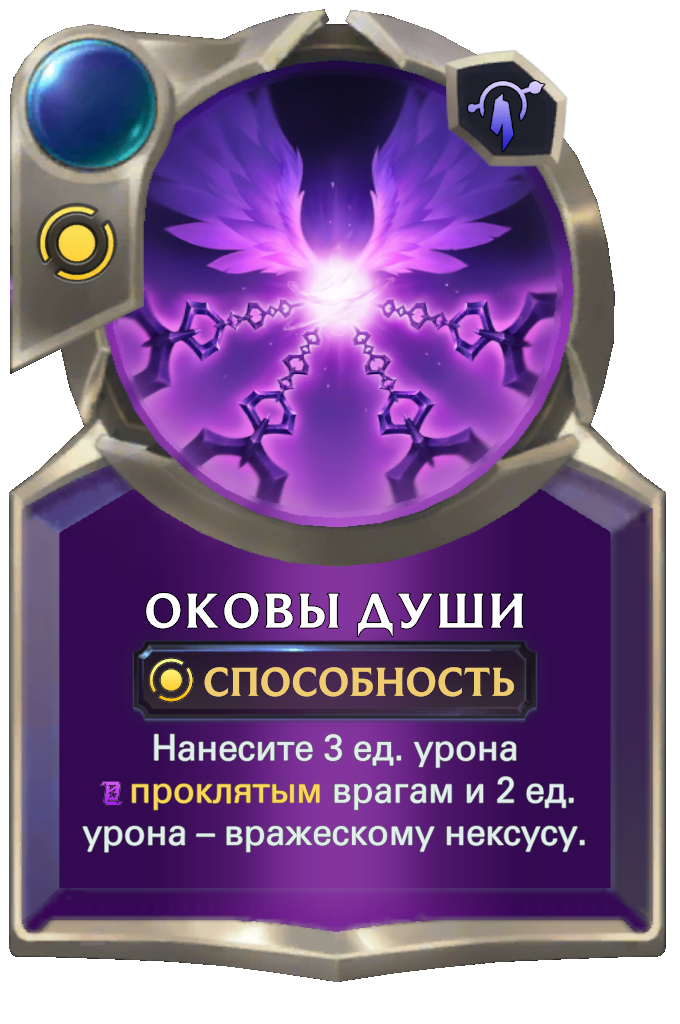 ОКОВЫ ДУШИ
СПОСОБНОСТЬ
Нанесите 3 ед. урона
проклятым врагам и 2 ед.
урона – вражескому нексусу.